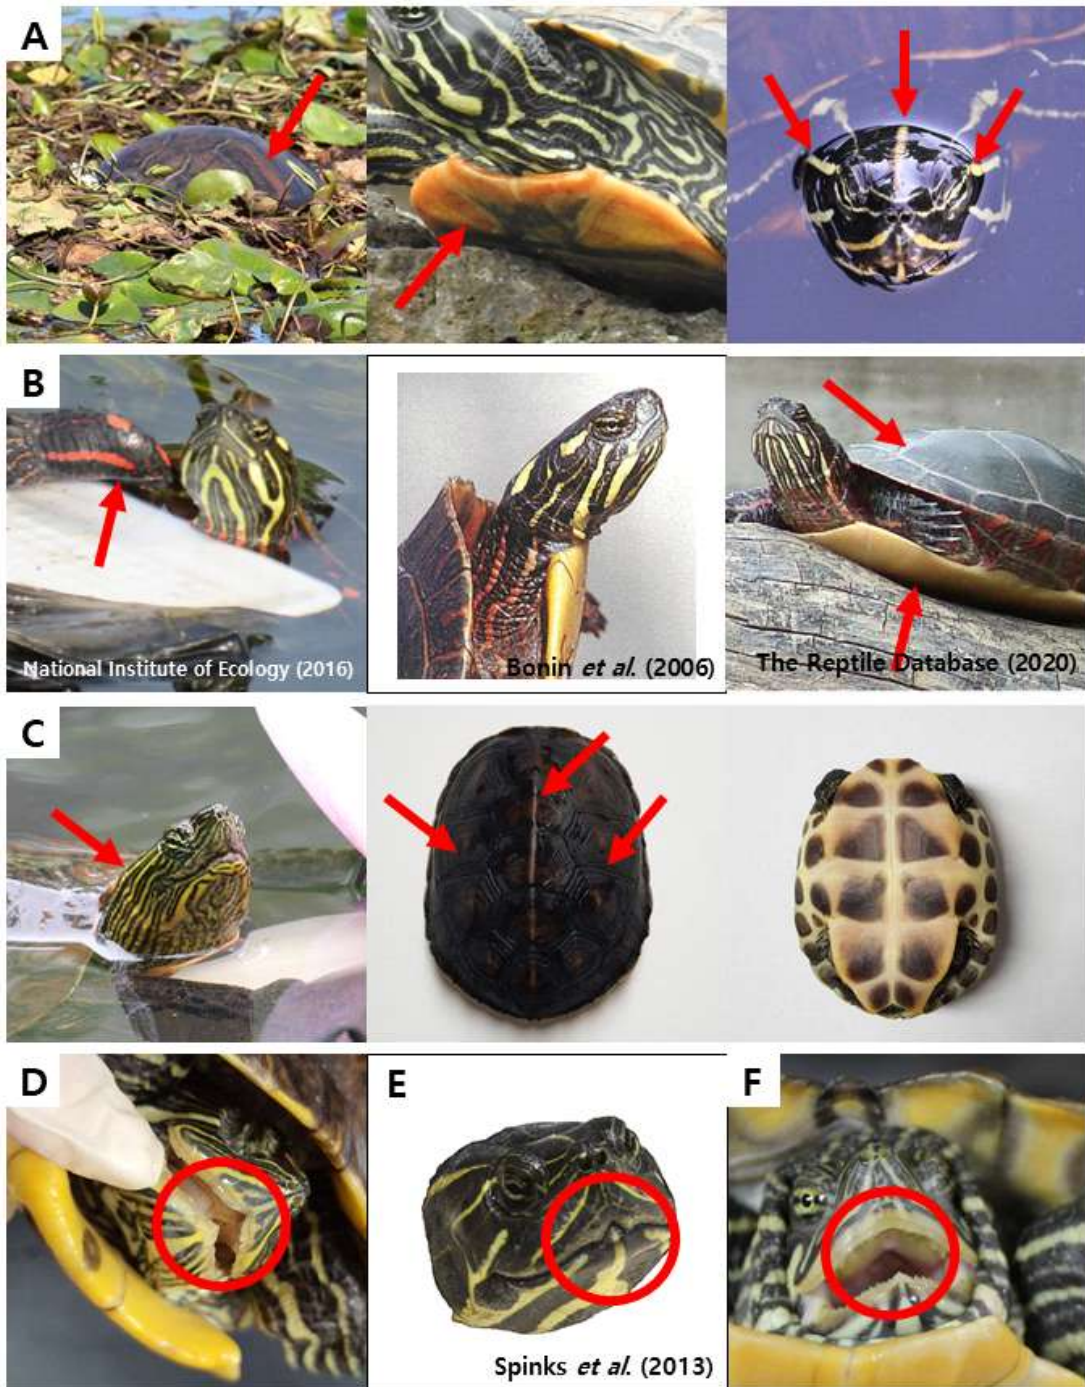 A
B
National Institute of Ecology (2016)
Bonin et al. (2006)
The Reptile Database (2020)
C
D
E
F
Spinks et al. (2013)